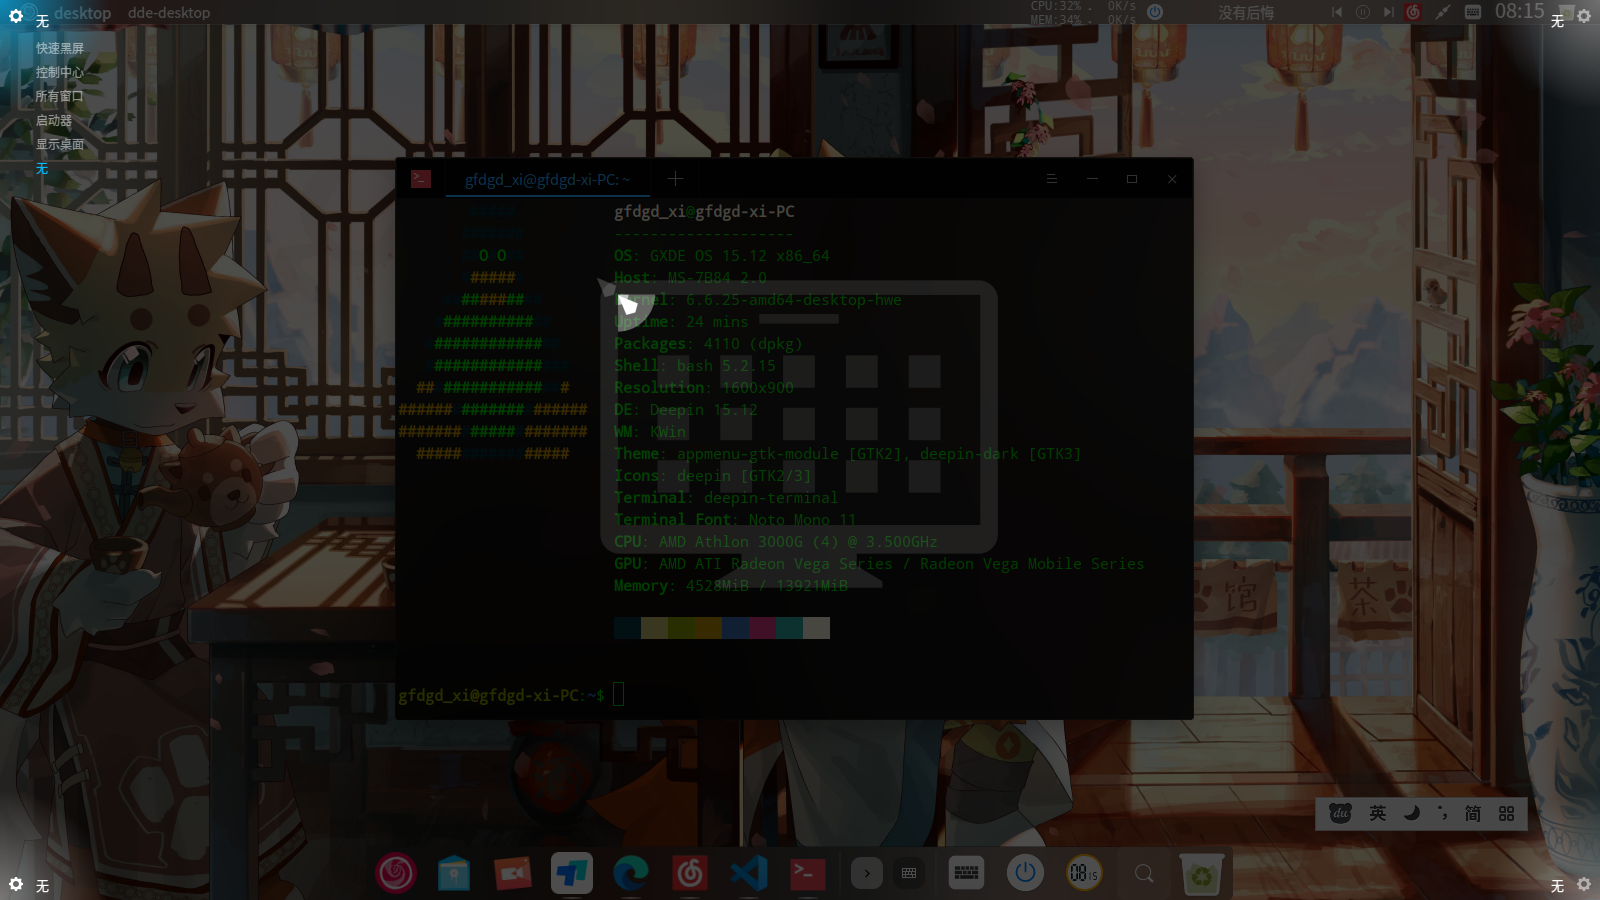 desktop dde-desktop
CPU:32% 0K/s
MEM:34% 0K/s
没有后悔
08:15
无
无
快速黑屏
控制中心
所有窗口
启动器
显示桌面
无
gfdgd_xi@gfdgd-xi-PC: ~
gfdgd_xi@gfdgd-xi-PC
--------------------
OS: GXDE OS 15.12 x86_64
Host: MS-7B84 2.0
Kernel: 6.6.25-amd64-desktop-hwe
Uptime: 24 mins
Packages: 4110 (dpkg)
Shell: bash 5.2.15
Resolution: 1600x900
DE: Deepin 15.12
WM: KWin
Theme: appmenu-gtk-module [GTK2], deepin-dark [GTK3]
Icons: deepin [GTK2/3]
Terminal: deepin-terminal
Terminal Font: Noto Mono 11
CPU: AMD Athlon 3000G (4) @ 3.500GHz
GPU: AMD ATI Radeon Vega Series / Radeon Vega Mobile Series
Memory: 4528MiB / 13921MiB
gfdgd_xi@gfdgd-xi-PC:~$
馆 茶
du 英 简
08:15
无
无